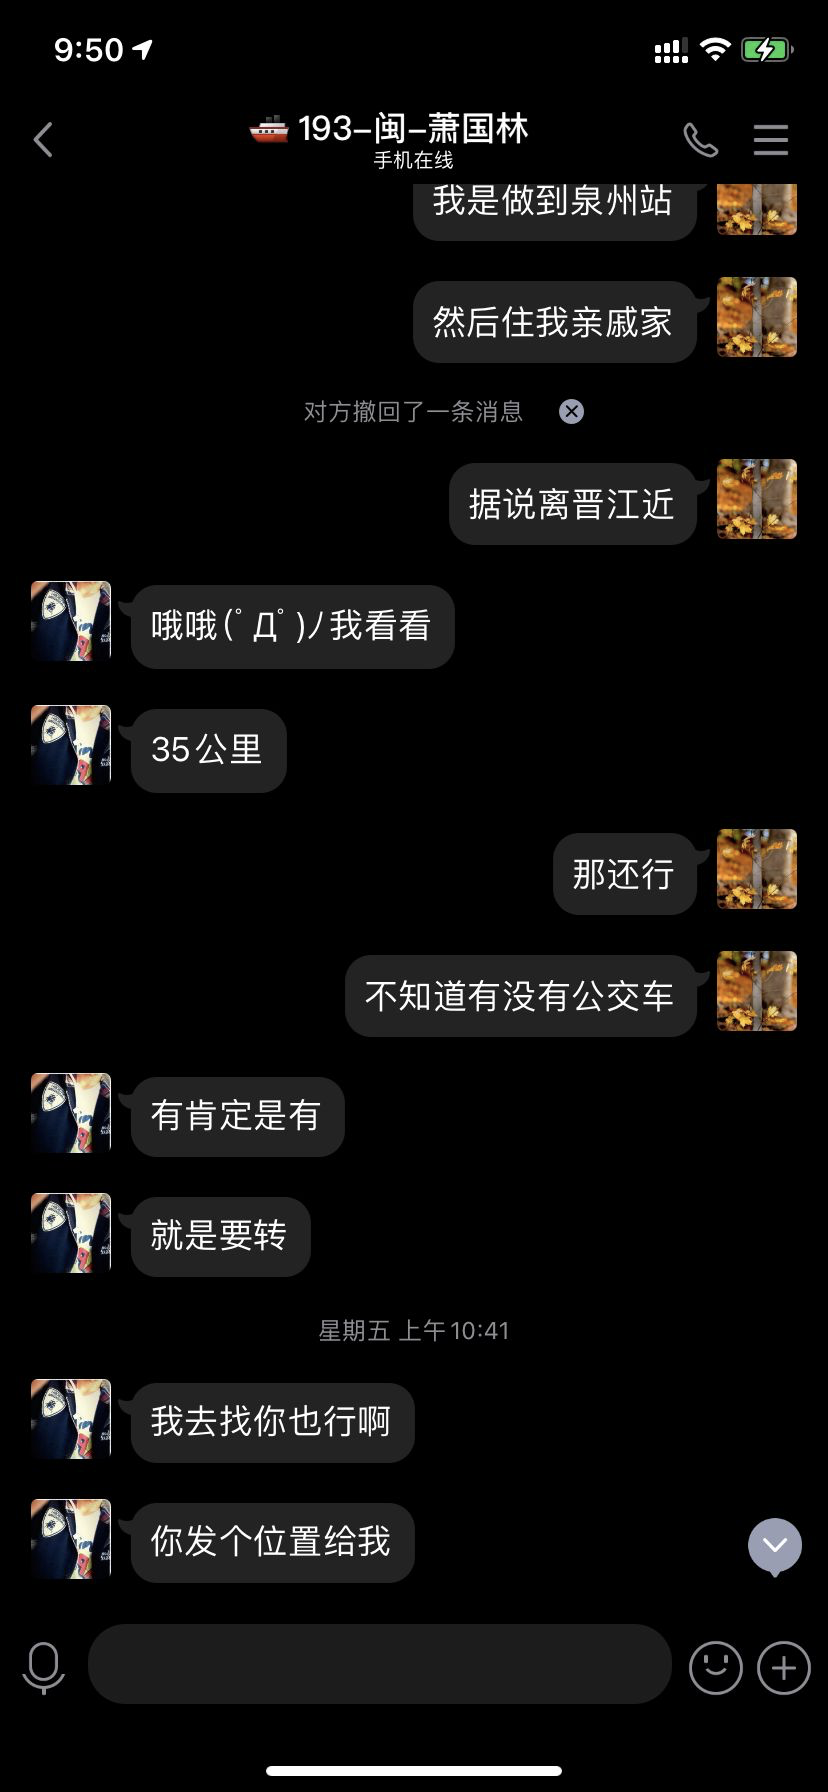 9:50
193-闽-萧国林
手机在线
我是做到泉州站
然后住我亲戚家
对方撤回了一条消息
据说离晋江近
哦哦(ﾟДﾟ)ﾉ我看看
35公里
那还行
不知道有没有公交车
有肯定是有
就是要转
星期五 上午10:41
我去找你也行啊
你发个位置给我